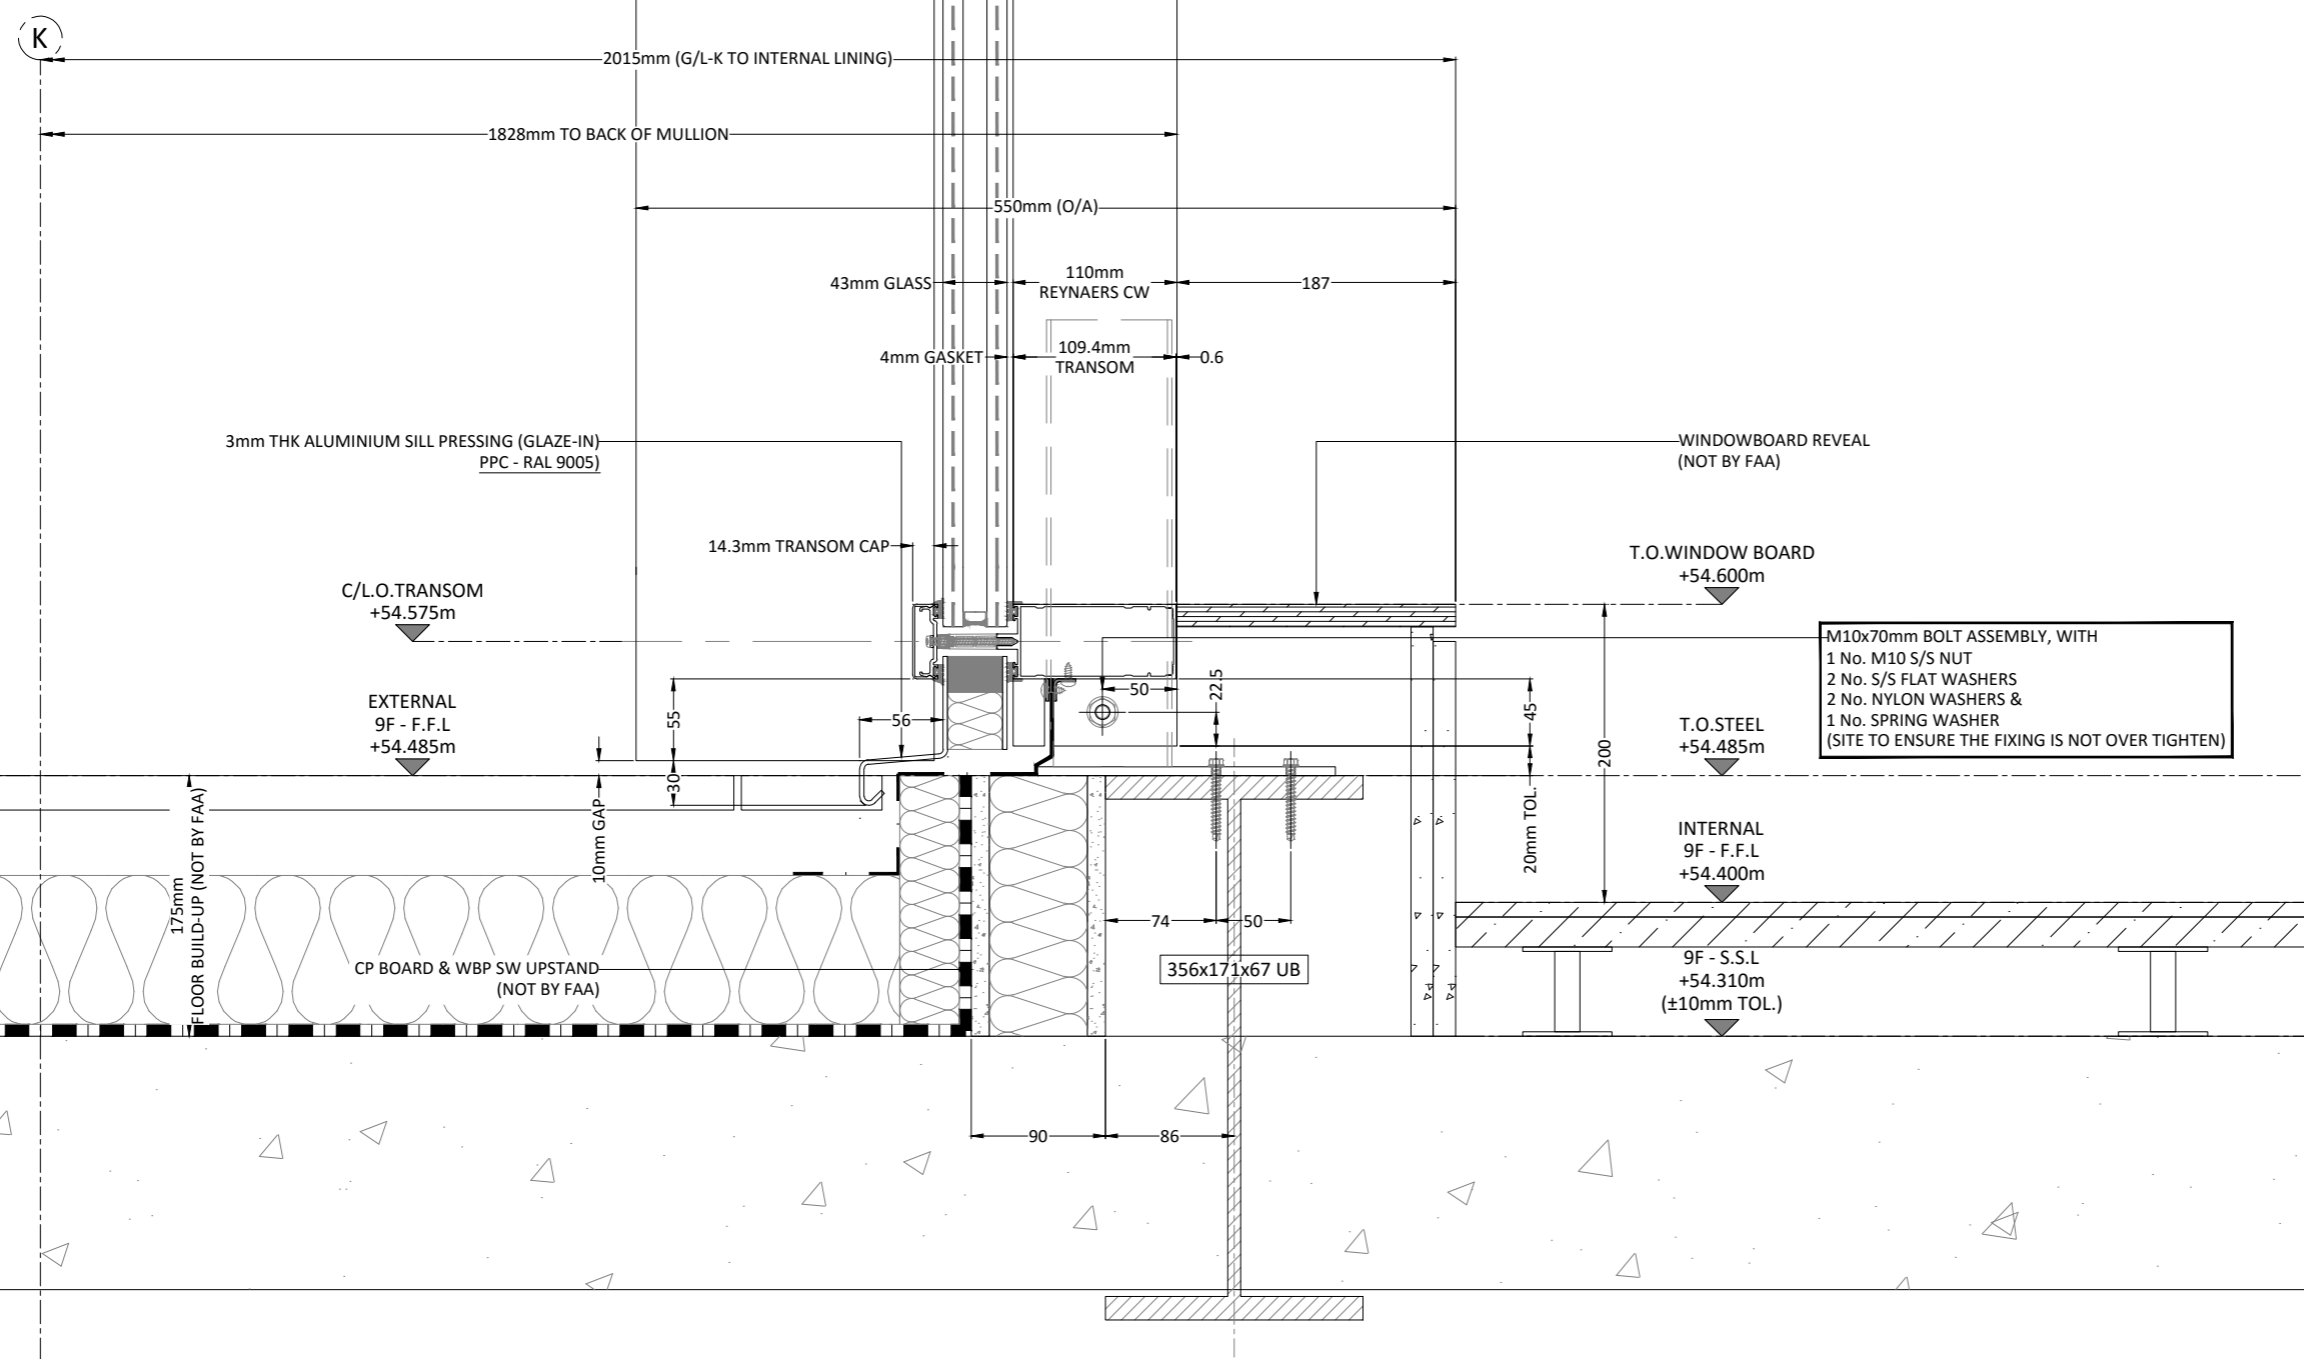 K
2015mm (G/L-K TO INTERNAL LINING)
1828mm TO BACK OF MULLION
550mm (O/A)
43mm GLASS
110mm
REYNAERS CW
187
4mm GASKET
109.4mm
TRANSOM
0.6
3mm THK ALUMINIUM SILL PRESSING (GLAZE-IN)
PPC - RAL 9005)
WINDOWBOARD REVEAL
(NOT BY FAA)
14.3mm TRANSOM CAP
C/L.O.TRANSOM
+54.575m
T.O.WINDOW BOARD
+54.600m
M10x70mm BOLT ASSEMBLY, WITH
1 No. M10 S/S NUT
2 No. S/S FLAT WASHERS
2 No. NYLON WASHERS &
1 No. SPRING WASHER
(SITE TO ENSURE THE FIXING IS NOT OVER TIGHTEN)
EXTERNAL
9F - F.F.L
+54.485m
55
56
50
22.5
45
200
T.O.STEEL
+54.485m
30
10mm GAP
20mm TOL.
175mm
FLOOR BUILD-UP (NOT BY FAA)
INTERNAL
9F - F.F.L
+54.400m
74
50
CP BOARD & WBP SW UPSTAND
(NOT BY FAA)
356x171x67 UB
9F - S.S.L
+54.310m
(±10mm TOL.)
90
86